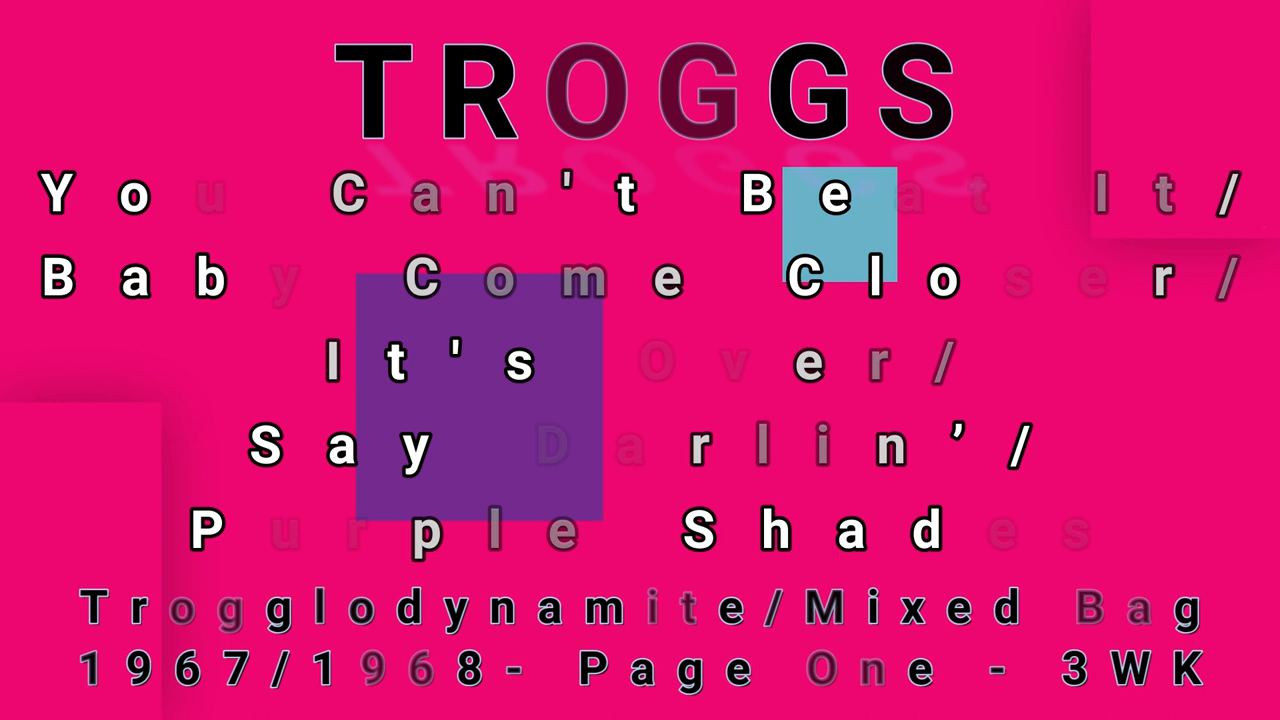 TROGGS
You Can't Beat It/
Baby Come Closer/
It's Over/
Say Darlin’/
Purple Shades
Trogglodynamite/Mixed Bag
1967/1968- Page One - 3WK